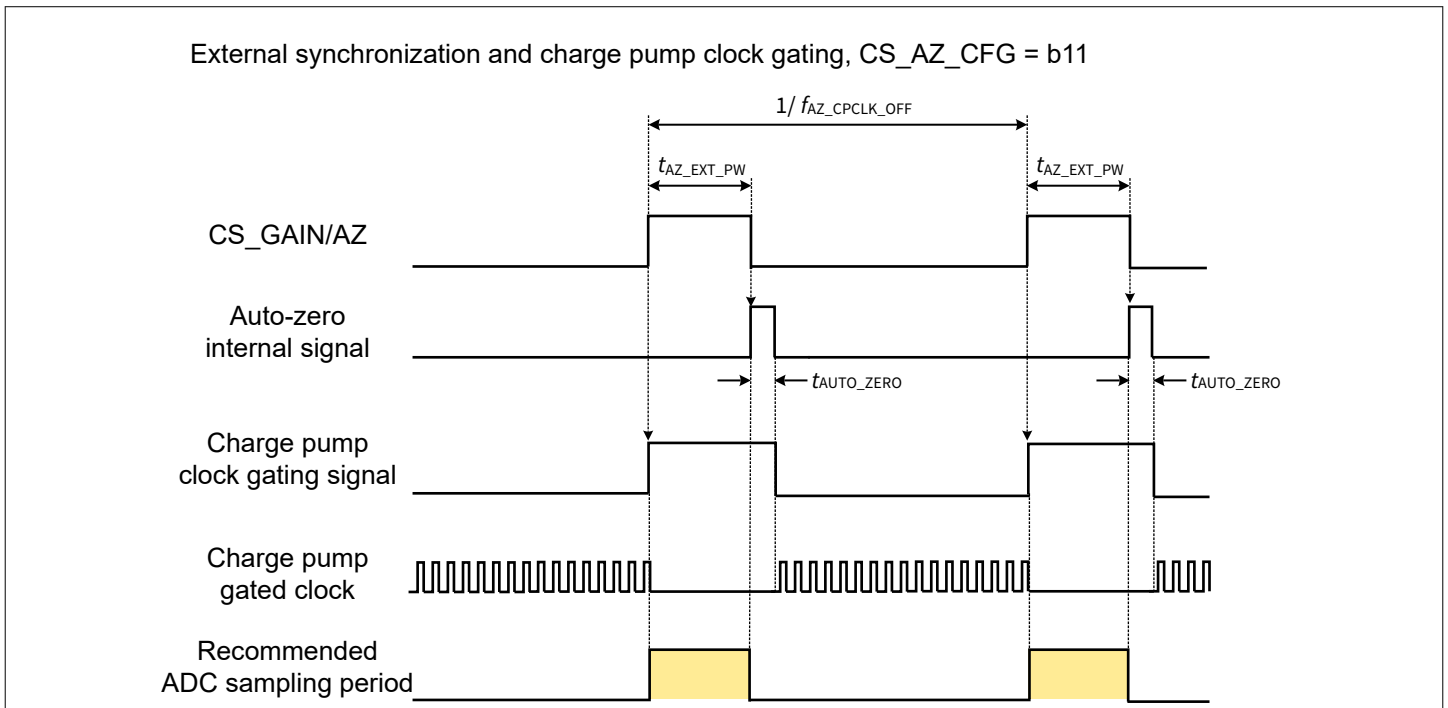 External synchronization and charge pump clock gating, CS_AZ_CFG = b11
1/ fAZ_CPCLK_OFF
tAZ_EXT_PW
tAZ_EXT_PW
CS_GAIN/AZ
Auto-zero
internal signal
tAUTO_ZERO
tAUTO_ZERO
Charge pump
clock gating signal
Charge pump
gated clock
Recommended
ADC sampling period